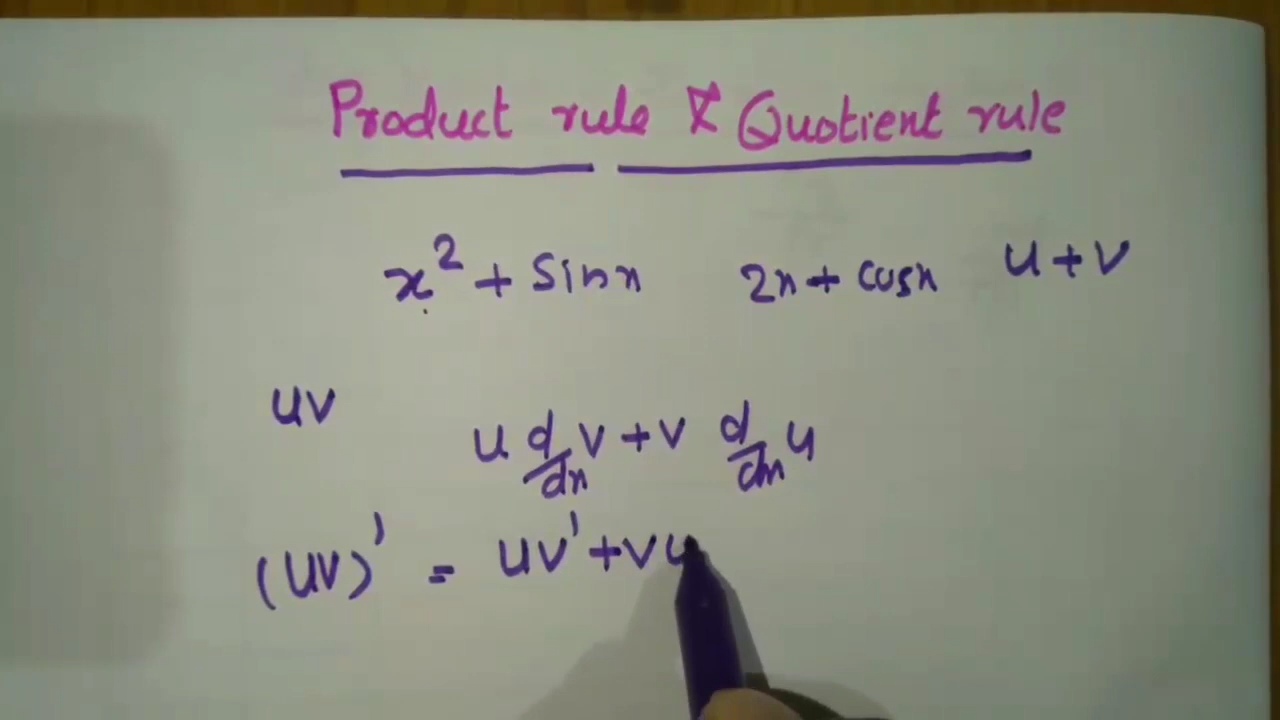 Product rule & Quotient rule
x² + Sinx 2x + cosx u + v
uv
u d/dx v + v d/dx u
(uv)' = uv' + vu